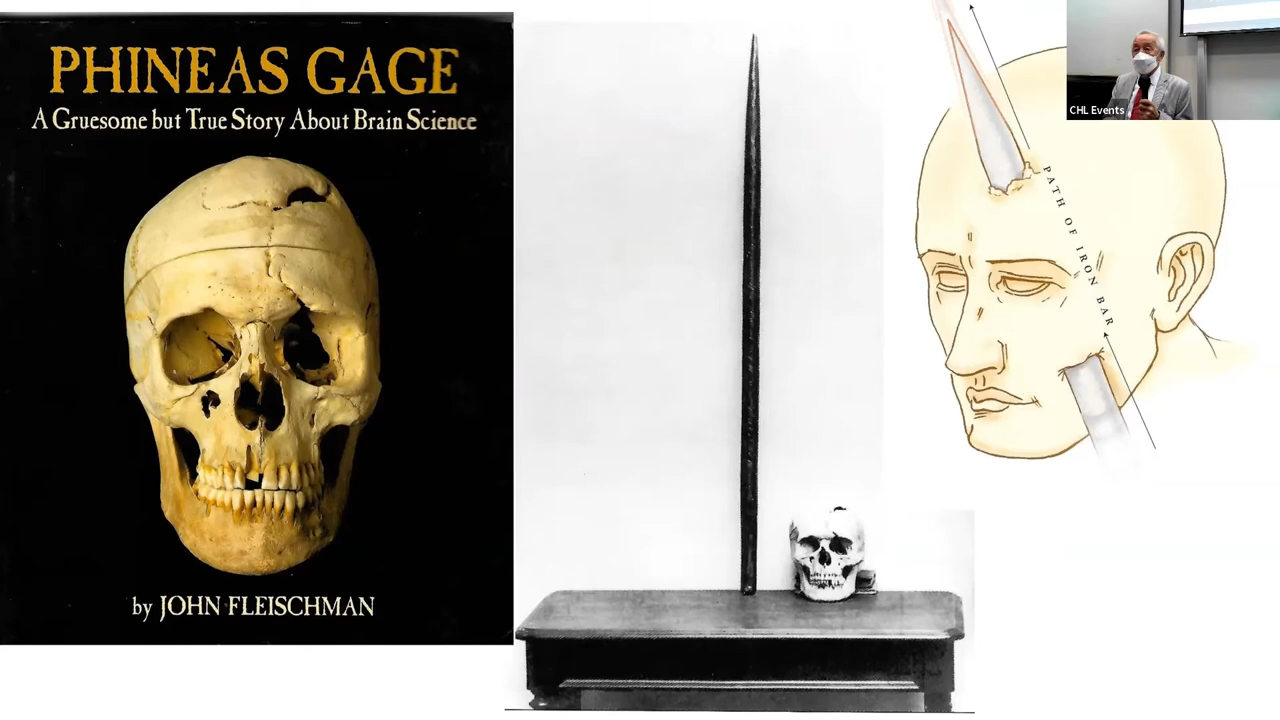 PHINEAS GAGE
A Gruesome but True Story About Brain Science
by JOHN FLEISCHMAN
PATH OF IRON BAR
CHL Events